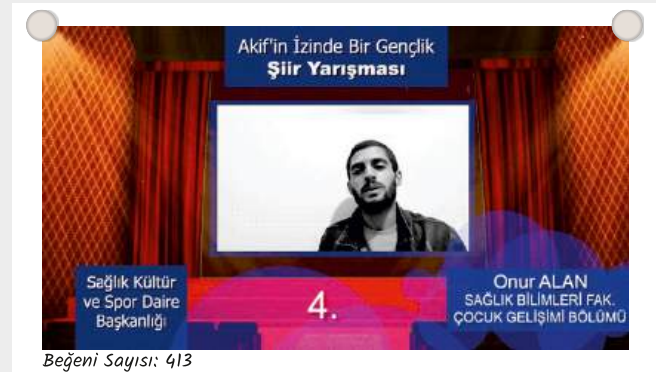 Akif'in İzinde Bir Gençlik
Şiir Yarışması
Sağlık Kültür
ve Spor Daire
Başkanlığı
4.
Onur ALAN
SAĞLIK BİLİMLERİ FAK.
ÇOCUK GELİŞİMİ BÖLÜMÜ
Beğeni Sayısı: 413